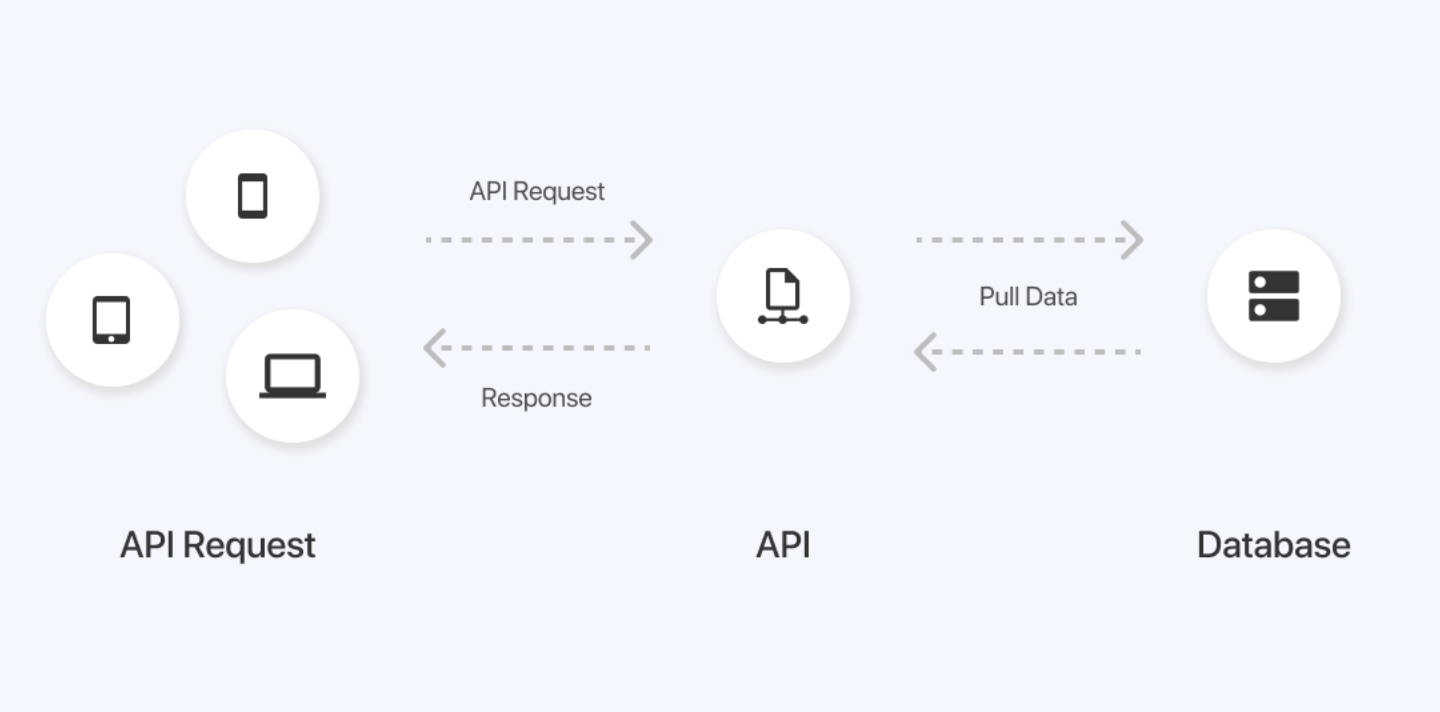 API Request
Pull Data
Response
API Request
API
Database